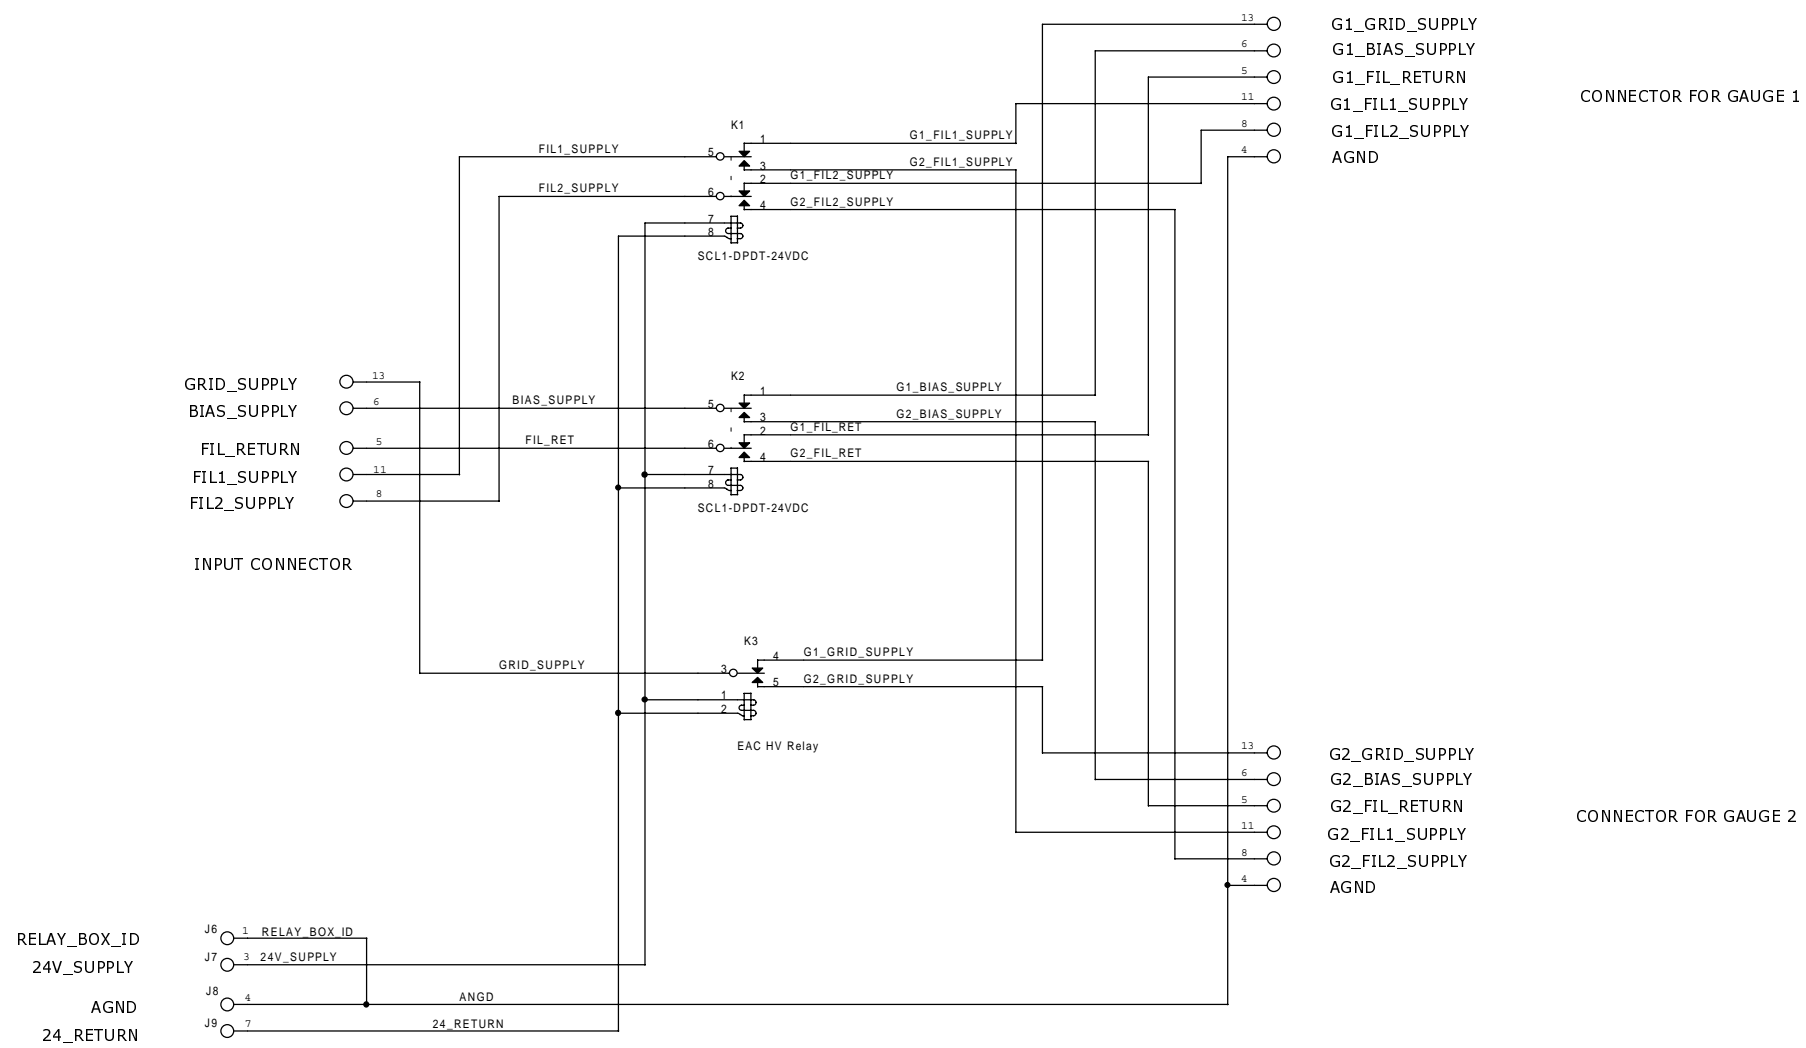 13 G1_GRID_SUPPLY
6 G1_BIAS_SUPPLY
5 G1_FIL_RETURN
CONNECTOR FOR GAUGE 1
11 G1_FIL1_SUPPLY
8 G1_FIL2_SUPPLY
4 AGND
K1
FIL1_SUPPLY 5 1 G1_FIL1_SUPPLY
3 G2_FIL1_SUPPLY
2 G1_FIL2_SUPPLY
FIL2_SUPPLY 6
4 G2_FIL2_SUPPLY
7
8
SCL1-DPDT-24VDC
K2
GRID_SUPPLY 13
1 G1_BIAS_SUPPLY
BIAS_SUPPLY 6 BIAS_SUPPLY 5
3 G2_BIAS_SUPPLY
2 G1_FIL_RET
FIL_RETURN 5 FIL_RET 6
4 G2_FIL_RET
FIL1_SUPPLY 11
7
8
FIL2_SUPPLY 8
SCL1-DPDT-24VDC
INPUT CONNECTOR
K3
4 G1_GRID_SUPPLY
GRID_SUPPLY 3
5 G2_GRID_SUPPLY
1
2
EAC HV Relay
13 G2_GRID_SUPPLY
6 G2_BIAS_SUPPLY
5 G2_FIL_RETURN
CONNECTOR FOR GAUGE 2
11 G2_FIL1_SUPPLY
8 G2_FIL2_SUPPLY
4 AGND
RELAY_BOX_ID J6 1 RELAY_BOX_ID
24V_SUPPLY J7 3 24V_SUPPLY
AGND J8 4 ANGD
24_RETURN J9 7 24_RETURN